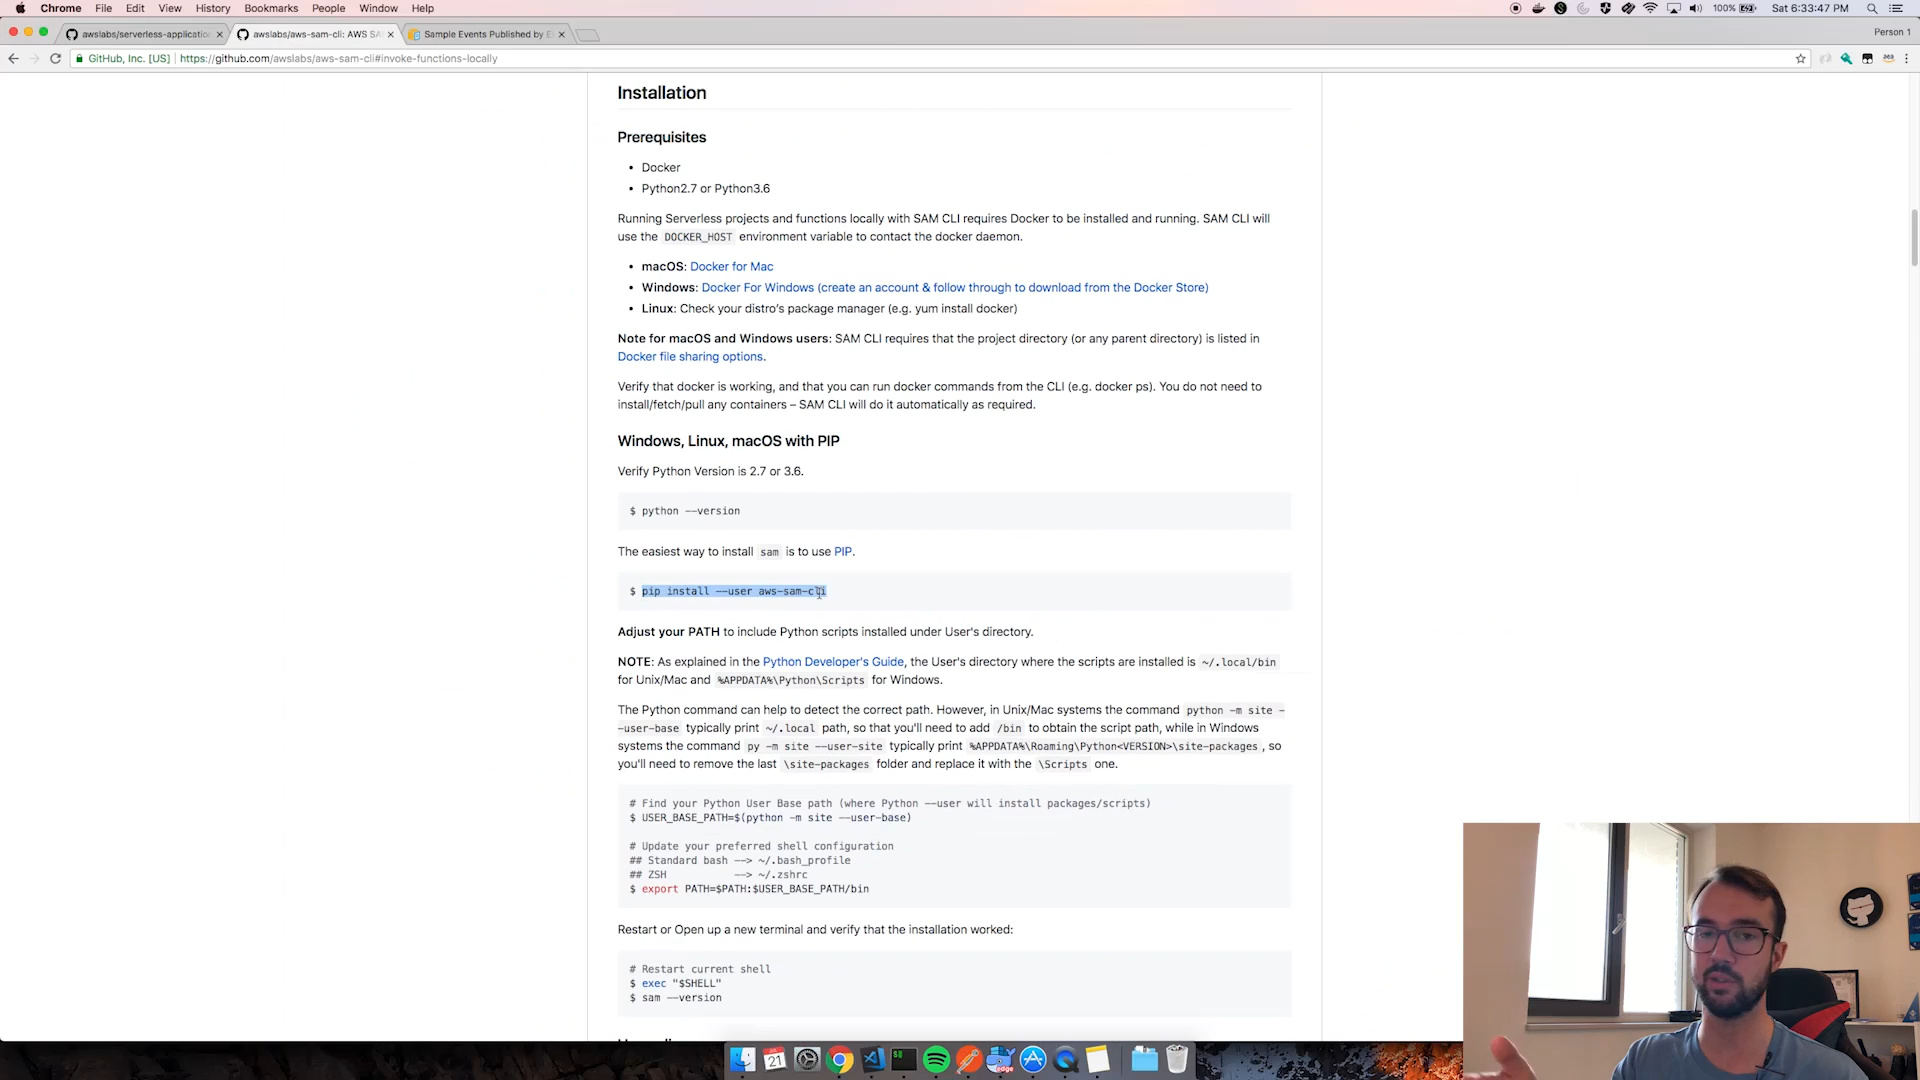 Chrome File Edit View History Bookmarks People Window Help 100% Sat 6:33:47 PM
awslabs/serverless-applicatio × awslabs/aws-sam-cli: AWS SA × Sample Events Published by E × Person 1
GitHub, Inc. [US] | https://github.com/awslabs/aws-sam-cli#invoke-functions-locally
Installation
Prerequisites
• Docker
• Python2.7 or Python3.6
Running Serverless projects and functions locally with SAM CLI requires Docker to be installed and running. SAM CLI will
use the DOCKER_HOST environment variable to contact the docker daemon.
• macOS: Docker for Mac
• Windows: Docker For Windows (create an account & follow through to download from the Docker Store)
• Linux: Check your distro's package manager (e.g. yum install docker)
Note for macOS and Windows users: SAM CLI requires that the project directory (or any parent directory) is listed in
Docker file sharing options.
Verify that docker is working, and that you can run docker commands from the CLI (e.g. docker ps). You do not need to
install/fetch/pull any containers – SAM CLI will do it automatically as required.
Windows, Linux, macOS with PIP
Verify Python Version is 2.7 or 3.6.
$ python --version
The easiest way to install sam is to use PIP.
$ pip install --user aws-sam-cli
Adjust your PATH to include Python scripts installed under User's directory.
NOTE: As explained in the Python Developer's Guide, the User's directory where the scripts are installed is ~/.local/bin
for Unix/Mac and %APPDATA%\Python\Scripts for Windows.
The Python command can help to detect the correct path. However, in Unix/Mac systems the command python -m site -
-user-base typically print ~/.local path, so that you'll need to add /bin to obtain the script path, while in Windows
systems the command py -m site --user-site typically print %APPDATA%\Roaming\Python<VERSION>\site-packages, so
you'll need to remove the last \site-packages folder and replace it with the \Scripts one.
# Find your Python User Base path (where Python --user will install packages/scripts)
$ USER_BASE_PATH=$(python -m site --user-base)
# Update your preferred shell configuration
## Standard bash --> ~/.bash_profile
## ZSH --> ~/.zshrc
$ export PATH=$PATH:$USER_BASE_PATH/bin
Restart or Open up a new terminal and verify that the installation worked:
# Restart current shell
$ exec "$SHELL"
$ sam --version
21
edge